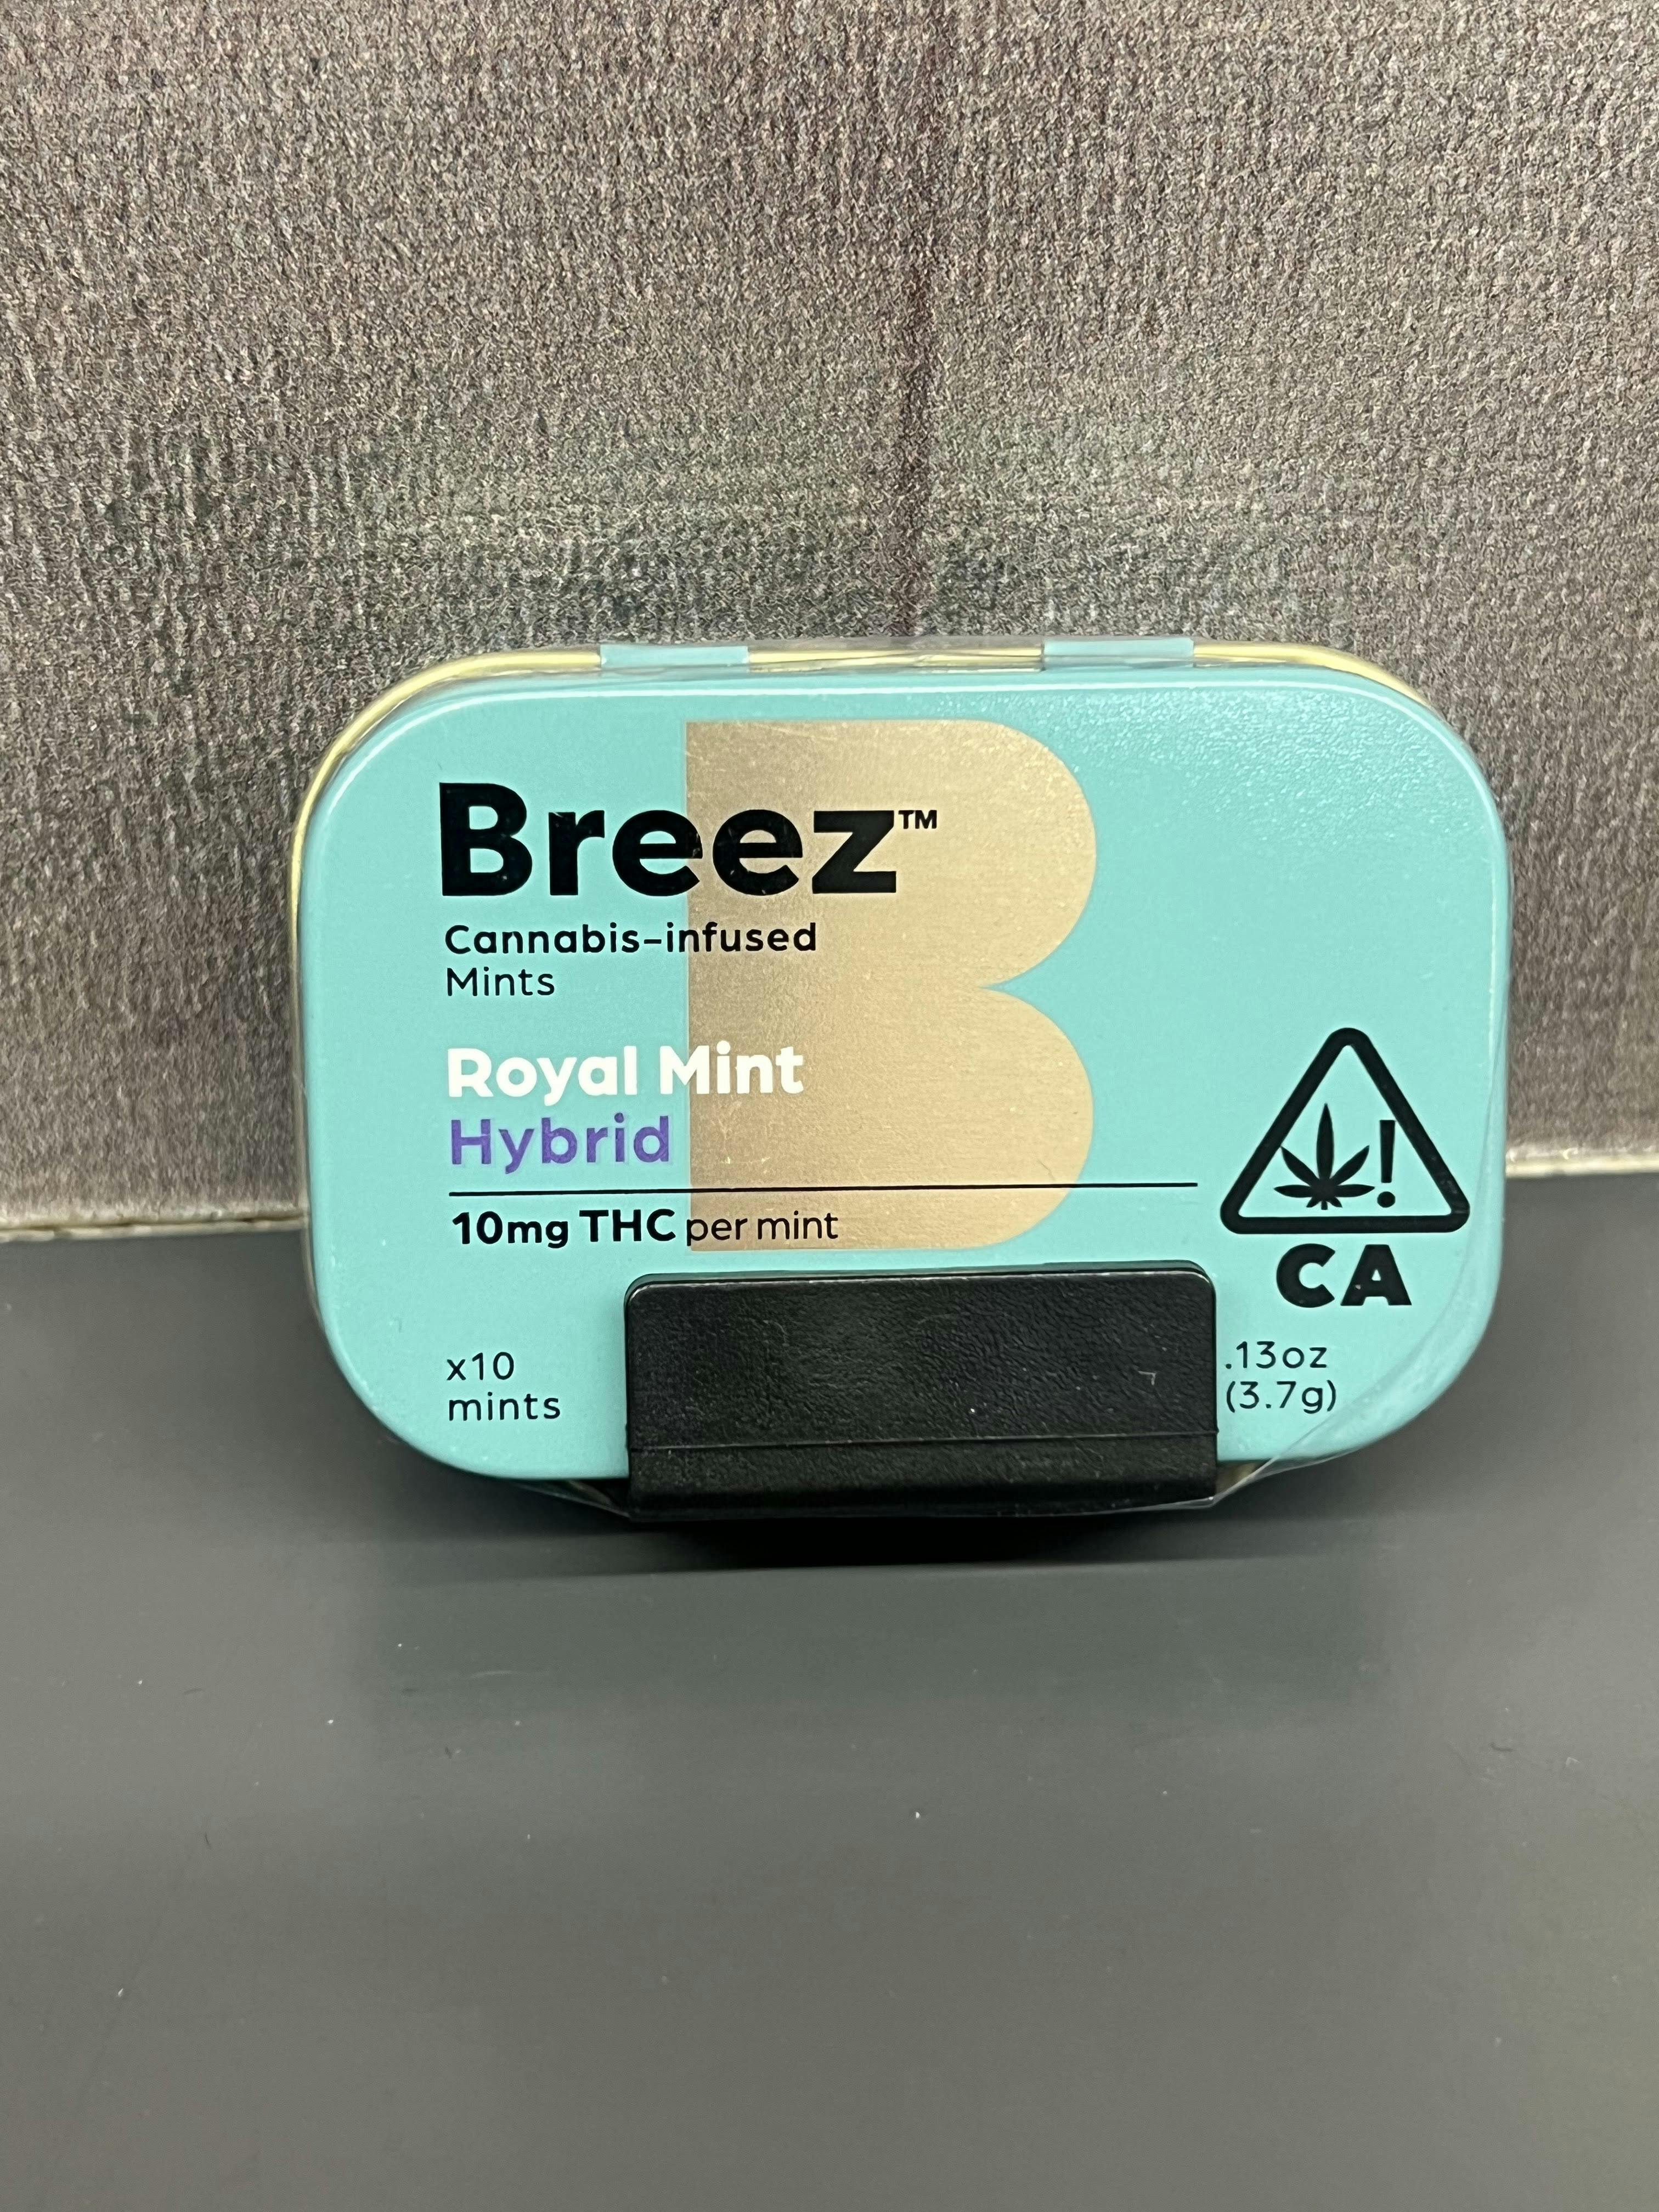 Breez™
Cannabis-infused
Mints
Royal Mint
Hybrid
10mg THC per mint
CA
x10
mints
.13oz
(3.7g)